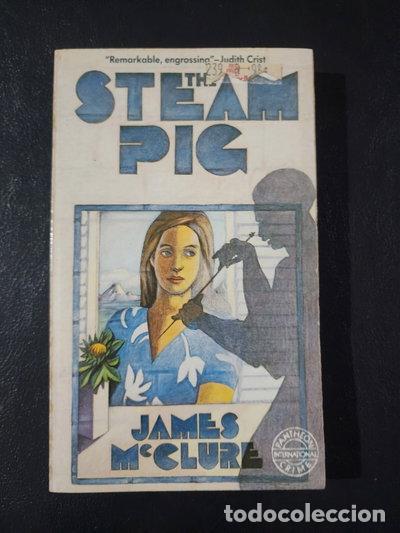 "Remarkable, engrossing"–Judith Crist
THE
STEAM
PIG
JAMES
McCLURE
PANTHEON
INTERNATIONAL
CRIME
todocoleccion